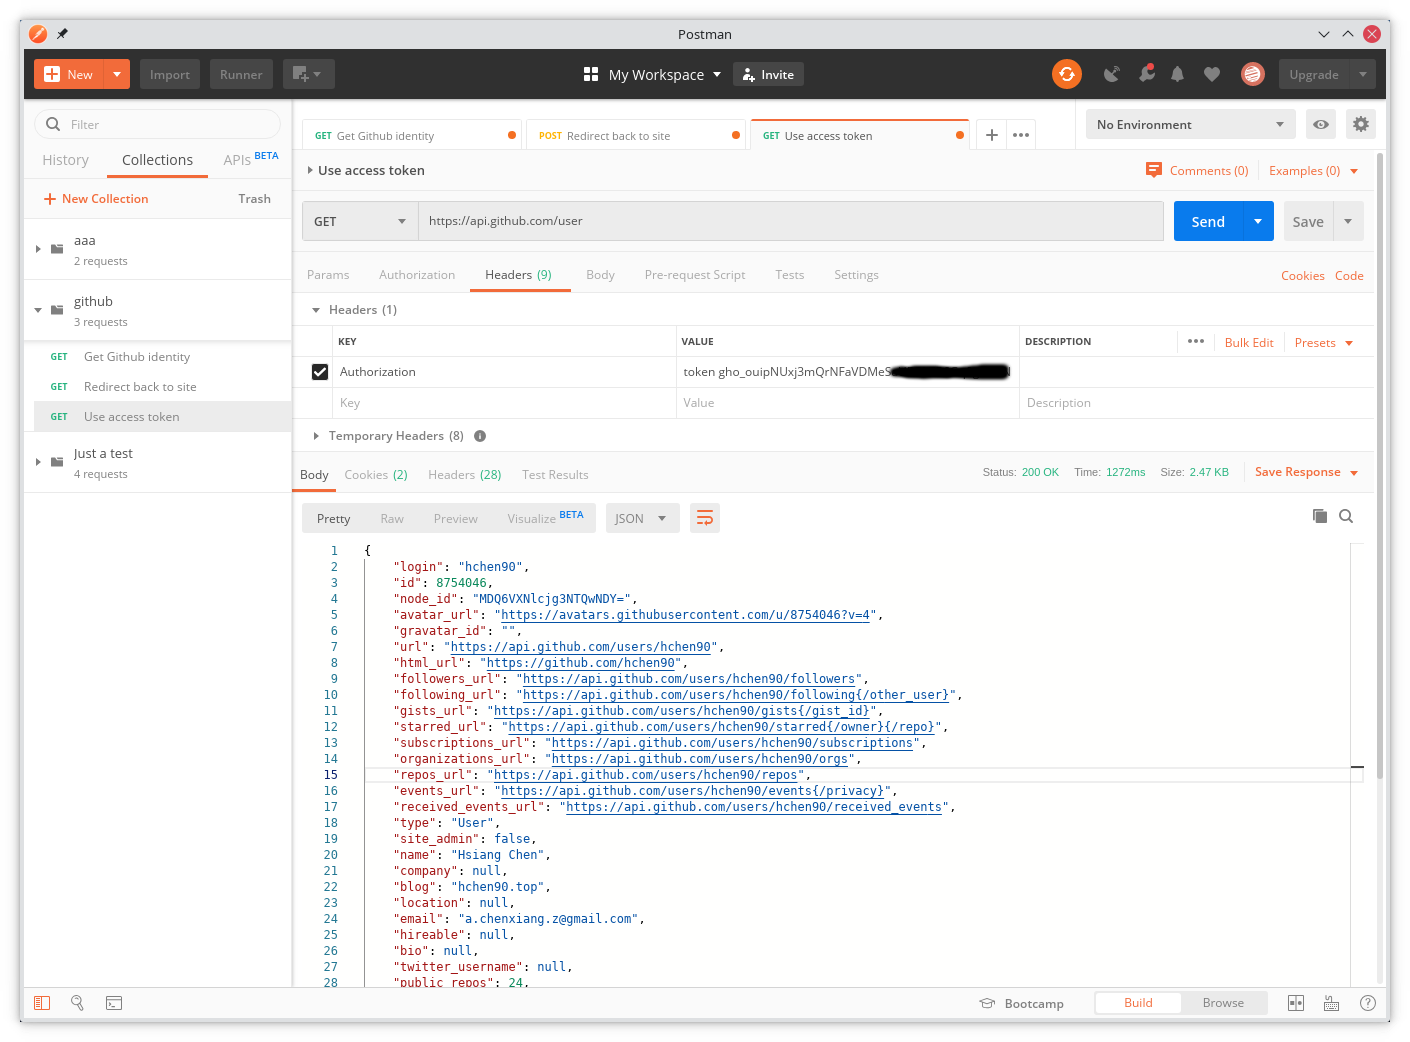 Postman
New
Import
Runner
My Workspace
Invite
Upgrade
Filter
History Collections APIs BETA
New Collection Trash
aaa
2 requests
github
3 requests
GET Get Github identity
GET Redirect back to site
GET Use access token
Just a test
4 requests
GET Get Github identity
POST Redirect back to site
GET Use access token
No Environment
Use access token
Comments (0) Examples (0)
GET https://api.github.com/user
Send
Save
Params Authorization Headers (9) Body Pre-request Script Tests Settings
Cookies Code
Headers (1)
KEY VALUE DESCRIPTION
Bulk Edit Presets
Authorization token gho_ouipNUxj3mQrNFaVDMeS
Key Value Description
Temporary Headers (8)
Body Cookies (2) Headers (28) Test Results
Status: 200 OK Time: 1272ms Size: 2.47 KB Save Response
Pretty Raw Preview Visualize BETA JSON
1 {
2 "login": "hchen90",
3 "id": 8754046,
4 "node_id": "MDQ6VXNlcjg3NTQwNDY=",
5 "avatar_url": "https://avatars.githubusercontent.com/u/8754046?v=4",
6 "gravatar_id": "",
7 "url": "https://api.github.com/users/hchen90",
8 "html_url": "https://github.com/hchen90",
9 "followers_url": "https://api.github.com/users/hchen90/followers",
10 "following_url": "https://api.github.com/users/hchen90/following{/other_user}",
11 "gists_url": "https://api.github.com/users/hchen90/gists{/gist_id}",
12 "starred_url": "https://api.github.com/users/hchen90/starred{/owner}{/repo}",
13 "subscriptions_url": "https://api.github.com/users/hchen90/subscriptions",
14 "organizations_url": "https://api.github.com/users/hchen90/orgs",
15 "repos_url": "https://api.github.com/users/hchen90/repos",
16 "events_url": "https://api.github.com/users/hchen90/events{/privacy}",
17 "received_events_url": "https://api.github.com/users/hchen90/received_events",
18 "type": "User",
19 "site_admin": false,
20 "name": "Hsiang Chen",
21 "company": null,
22 "blog": "hchen90.top",
23 "location": null,
24 "email": "a.chenxiang.z@gmail.com",
25 "hireable": null,
26 "bio": null,
27 "twitter_username": null,
28 "public_repos": 24,
Bootcamp
Build
Browse